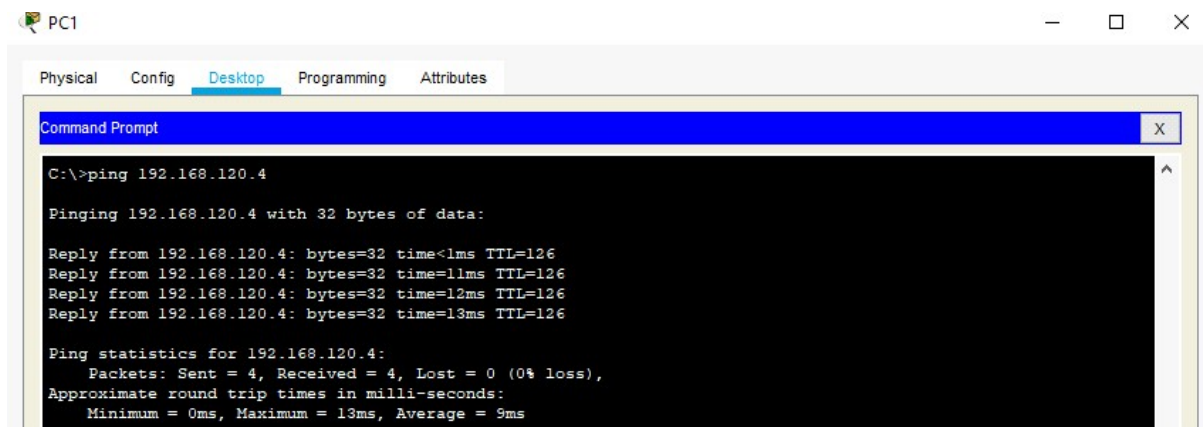 PC1
Physical Config Desktop Programming Attributes
Command Prompt X
C:\>ping 192.168.120.4
Pinging 192.168.120.4 with 32 bytes of data:
Reply from 192.168.120.4: bytes=32 time<1ms TTL=126
Reply from 192.168.120.4: bytes=32 time=11ms TTL=126
Reply from 192.168.120.4: bytes=32 time=12ms TTL=126
Reply from 192.168.120.4: bytes=32 time=13ms TTL=126
Ping statistics for 192.168.120.4:
Packets: Sent = 4, Received = 4, Lost = 0 (0% loss),
Approximate round trip times in milli-seconds:
Minimum = 0ms, Maximum = 13ms, Average = 9ms